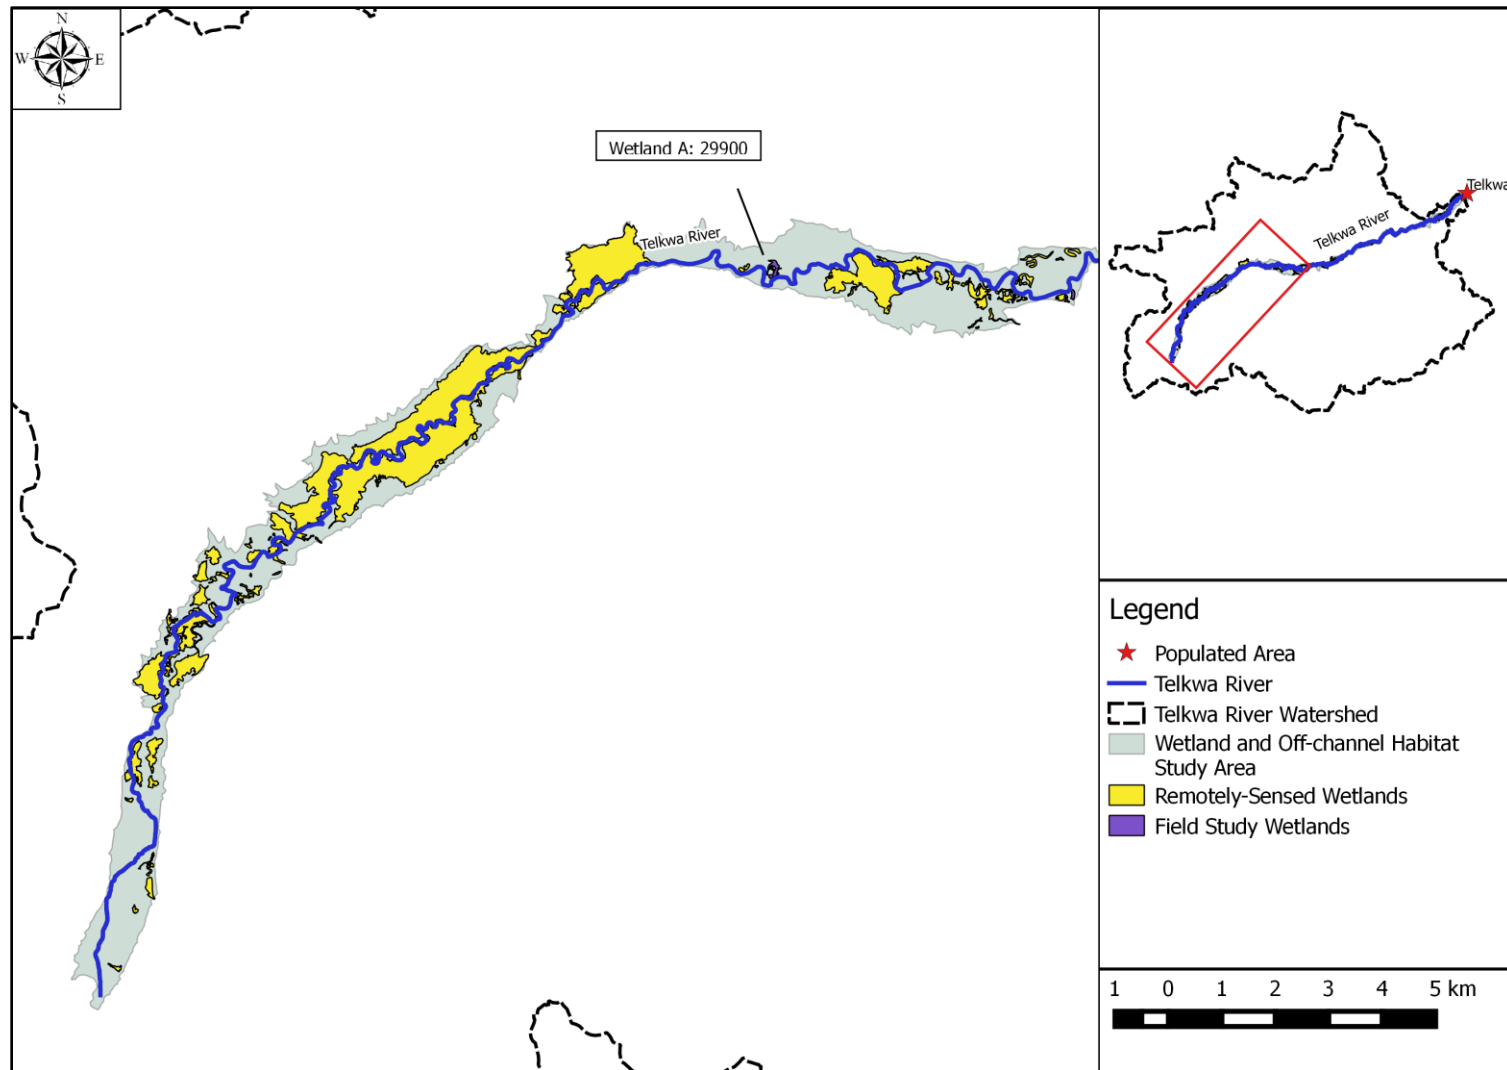 N
W E
S
Wetland A: 29900
Telkwa River
Telkwa
Telkwa River
Legend
Populated Area
Telkwa River
Telkwa River Watershed
Wetland and Off-channel Habitat
Study Area
Remotely-Sensed Wetlands
Field Study Wetlands
1 0 1 2 3 4 5 km